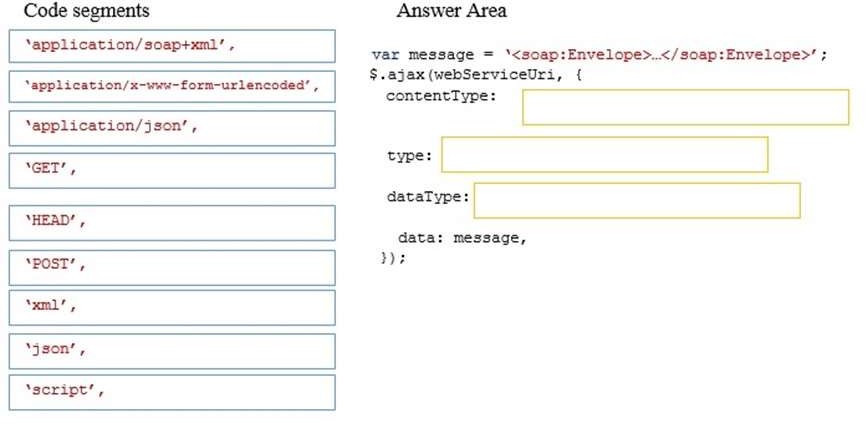 Code segments
‘application/soap+xml’,
‘application/x-www-form-urlencoded’,
‘application/json’,
‘GET’,
‘HEAD’,
‘POST’,
‘xml’,
‘json’,
‘script’,
Answer Area
var message = ‘<soap:Envelope>…</soap:Envelope>’;
$.ajax(webServiceUri, {
contentType:
type:
dataType:
data: message,
});